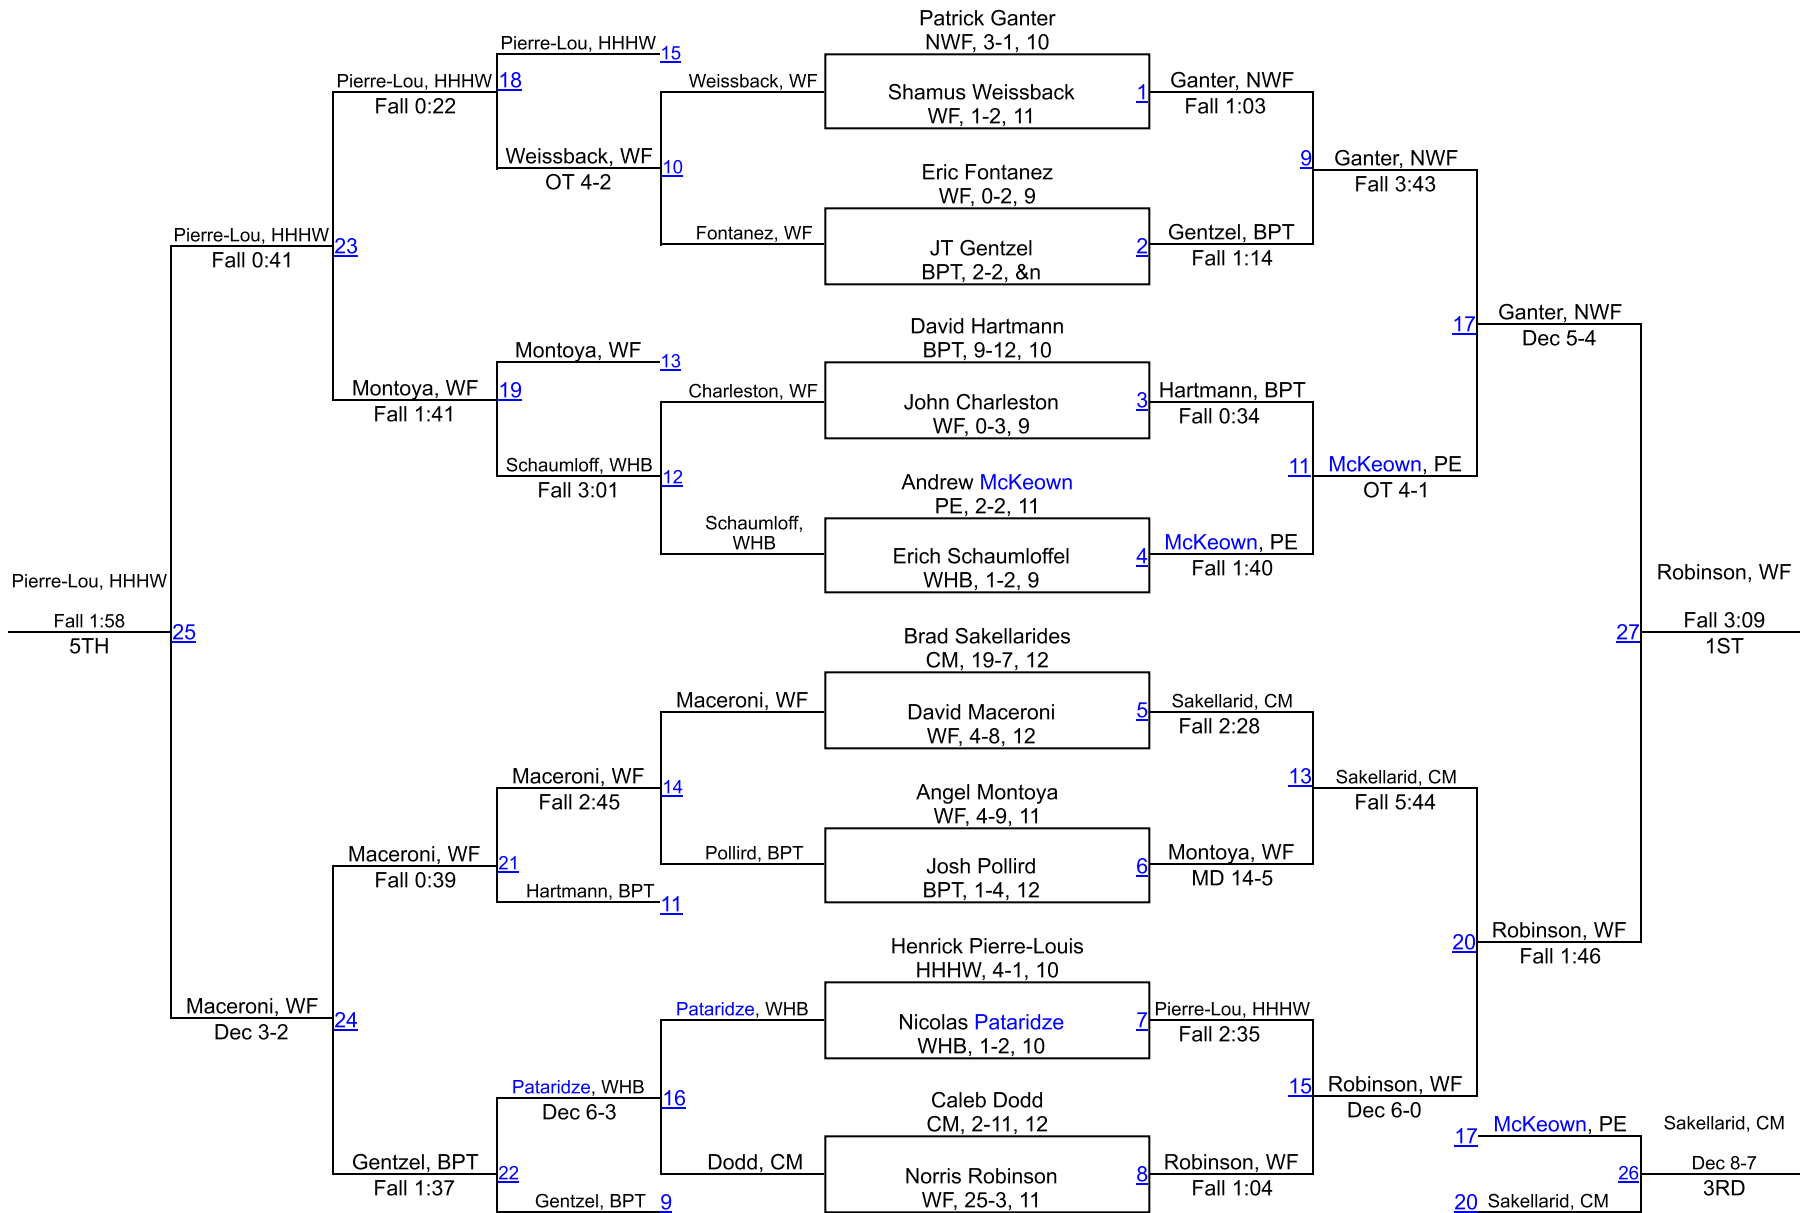 Patrick Ganter
NWF, 3-1, 10
Pierre-Lou, HHHW
15
Pierre-Lou, HHHW
18
Fall 0:22
Weissback, WF
Shamus Weissback
WF, 1-2, 11
1
Ganter, NWF
Fall 1:03
Weissback, WF
OT 4-2
10
Eric Fontanez
WF, 0-2, 9
9
Ganter, NWF
Fall 3:43
Pierre-Lou, HHHW
Fall 0:41
23
Fontanez, WF
JT Gentzel
BPT, 2-2, &n
2
Gentzel, BPT
Fall 1:14
David Hartmann
BPT, 9-12, 10
17
Ganter, NWF
Dec 5-4
Montoya, WF
13
Montoya, WF
Fall 1:41
19
Charleston, WF
John Charleston
WF, 0-3, 9
3
Hartmann, BPT
Fall 0:34
Schaumloff, WHB
Fall 3:01
12
Andrew McKeown
PE, 2-2, 11
11
McKeown, PE
OT 4-1
Schaumloff,
WHB
Erich Schaumloffel
WHB, 1-2, 9
4
McKeown, PE
Fall 1:40
Pierre-Lou, HHHW
Fall 1:58
5TH
25
Robinson, WF
27
Fall 3:09
1ST
Brad Sakellarides
CM, 19-7, 12
Maceroni, WF
David Maceroni
WF, 4-8, 12
5
Sakellarid, CM
Fall 2:28
Maceroni, WF
Fall 2:45
14
Angel Montoya
WF, 4-9, 11
13
Sakellarid, CM
Fall 5:44
Maceroni, WF
Fall 0:39
21
Pollird, BPT
Josh Pollird
BPT, 1-4, 12
6
Montoya, WF
MD 14-5
Hartmann, BPT
11
Henrick Pierre-Louis
HHHW, 4-1, 10
20
Robinson, WF
Fall 1:46
Maceroni, WF
Dec 3-2
24
Pataridze, WHB
Nicolas Pataridze
WHB, 1-2, 10
7
Pierre-Lou, HHHW
Fall 2:35
Pataridze, WHB
Dec 6-3
16
Caleb Dodd
CM, 2-11, 12
15
Robinson, WF
Dec 6-0
17
McKeown, PE
Sakellarid, CM
Gentzel, BPT
Fall 1:37
22
Dodd, CM
Norris Robinson
WF, 25-3, 11
8
Robinson, WF
Fall 1:04
26
Dec 8-7
3RD
Gentzel, BPT
9
20
Sakellarid, CM